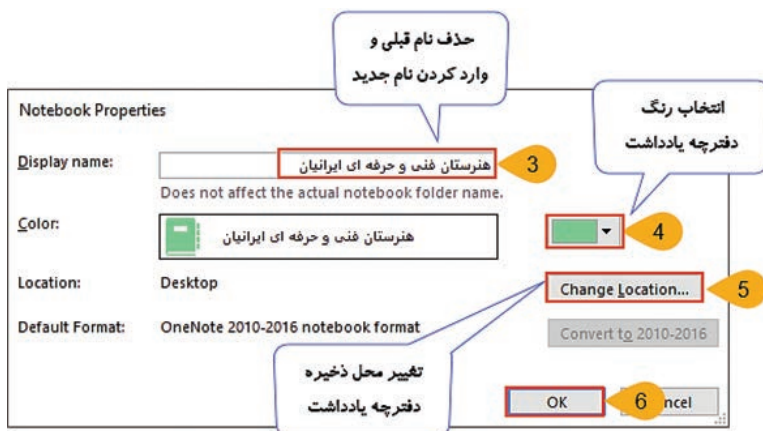 حذف نام قبلی و
وارد کردن نام جدید
Notebook Properties
انتخاب رنگ
دفترچه یادداشت
Display name:
هنرستان فنی و حرفه ای ایرانیان
3
Does not affect the actual notebook folder name.
Color:
هنرستان فنی و حرفه ای ایرانیان
4
Location:
Desktop
Change Location...
5
Default Format:
OneNote 2010-2016 notebook format
Convert to 2010-2016
تغییر محل ذخیره
دفترچه یادداشت
OK
6
ncel